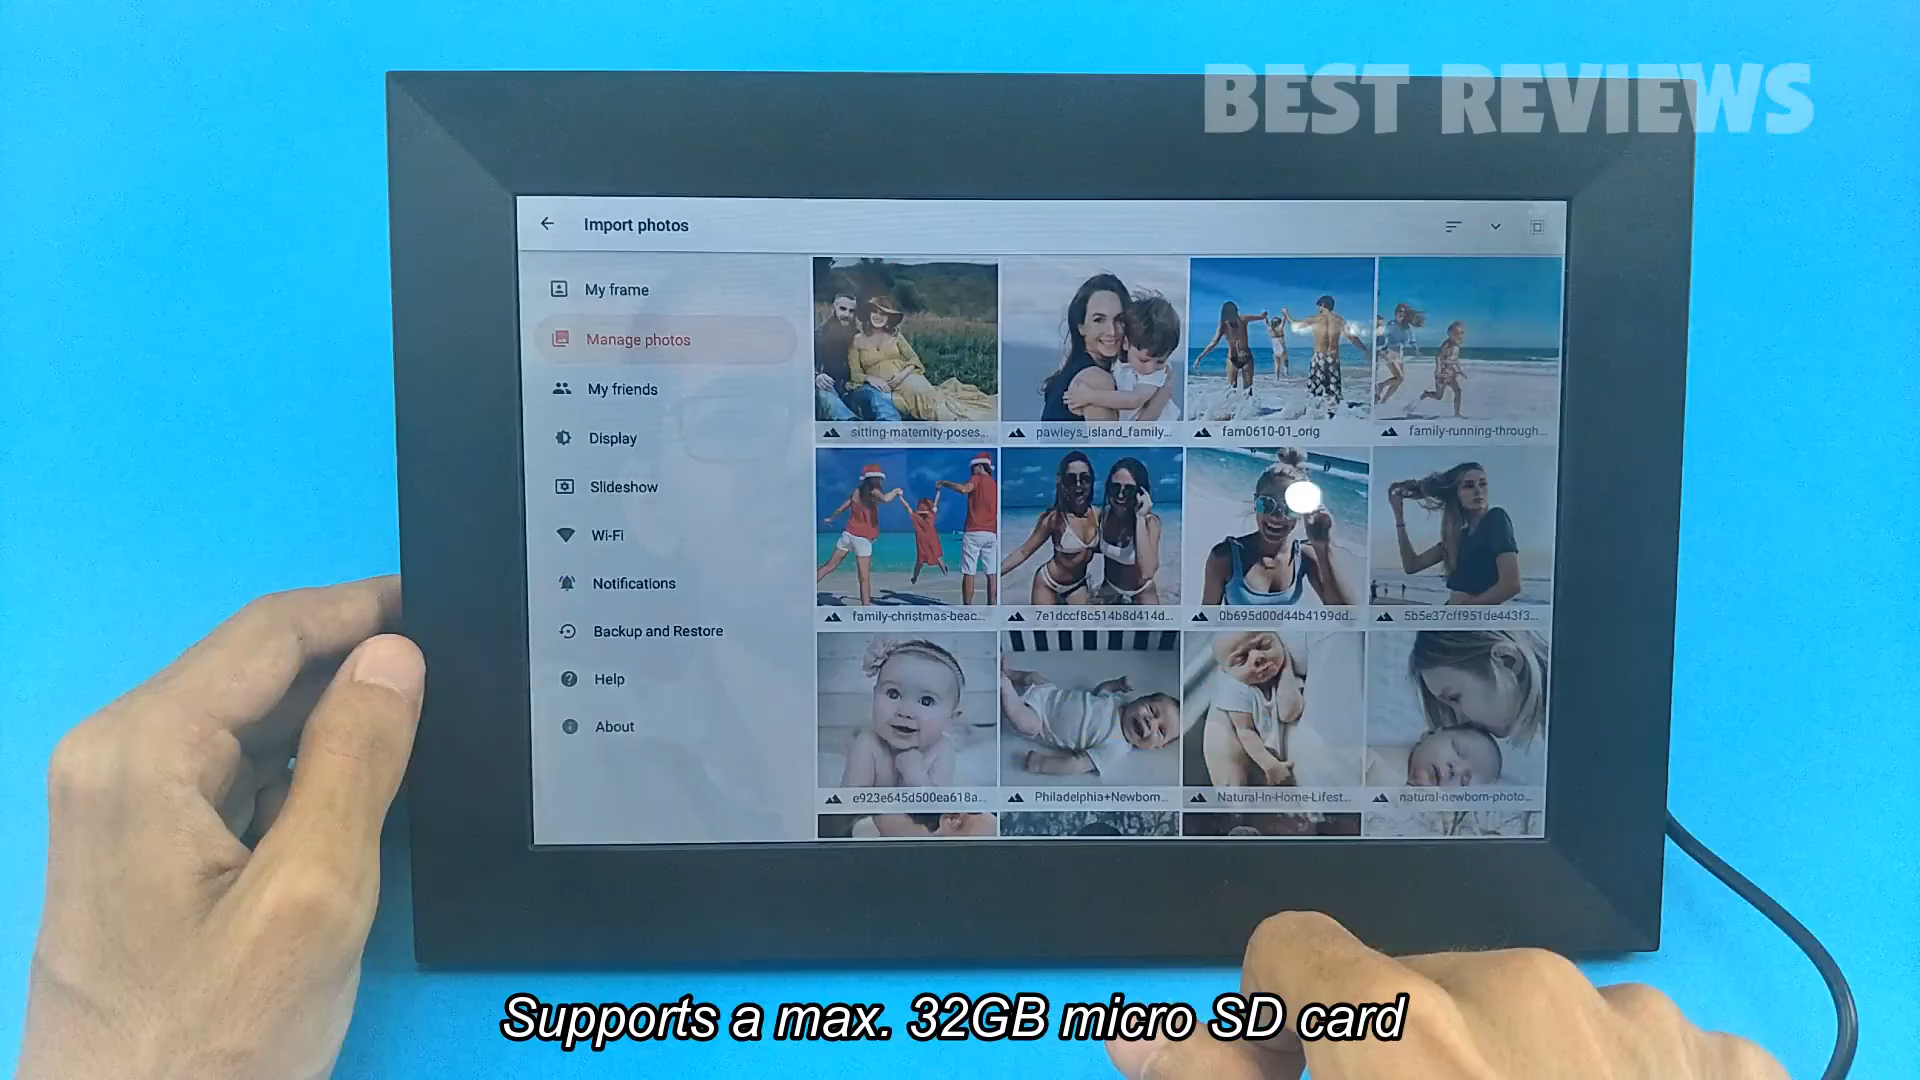 BEST REVIEWS
Import photos
My frame
Manage photos
My friends
Display
Slideshow
Wi-Fi
Notifications
Backup and Restore
Help
About
sitting-maternity-poses...
pawleys_island_family...
fam0610-01_orig
family-running-through...
family-christmas-beac...
7e1dccf8c514b8d414d...
0b695d00d44b4199dd...
5b5e37cff951de443f3...
e923e645d500ea618a...
Philadelphia+Newborn...
Natural-In-Home-Lifest...
natural-newborn-photo...
Supports a max. 32GB micro SD card